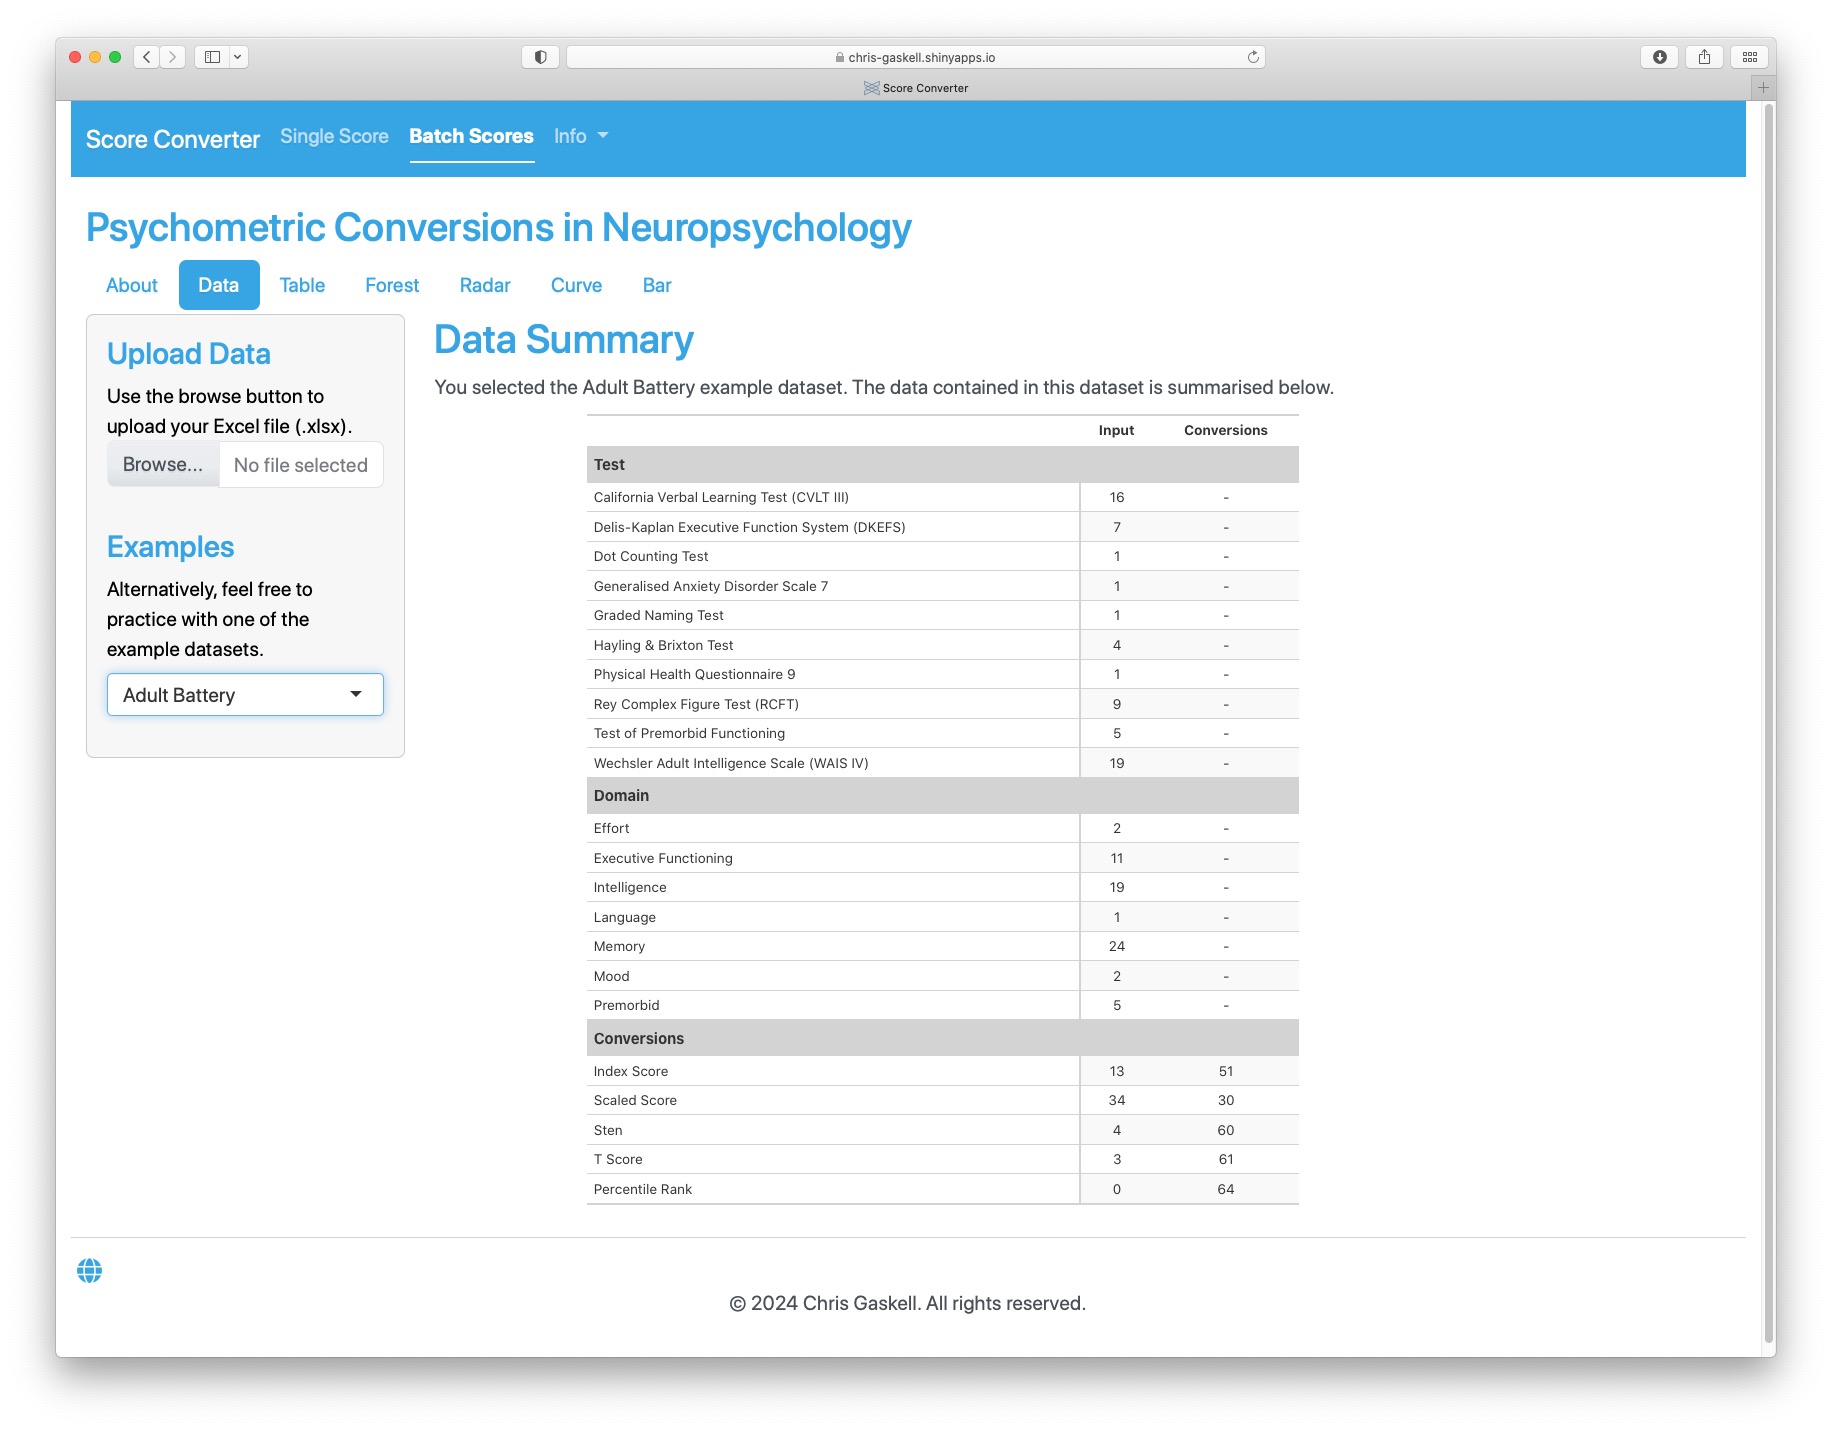 chris-gaskell.shinyapps.io
Score Converter
Score Converter Single Score Batch Scores Info
Psychometric Conversions in Neuropsychology
About Data Table Forest Radar Curve Bar
Upload Data
Use the browse button to
upload your Excel file (.xlsx).
Browse... No file selected
Examples
Alternatively, feel free to
practice with one of the
example datasets.
Adult Battery
Data Summary
You selected the Adult Battery example dataset. The data contained in this dataset is summarised below.
Input Conversions
Test
California Verbal Learning Test (CVLT III) 16 -
Delis-Kaplan Executive Function System (DKEFS) 7 -
Dot Counting Test 1 -
Generalised Anxiety Disorder Scale 7 1 -
Graded Naming Test 1 -
Hayling & Brixton Test 4 -
Physical Health Questionnaire 9 1 -
Rey Complex Figure Test (RCFT) 9 -
Test of Premorbid Functioning 5 -
Wechsler Adult Intelligence Scale (WAIS IV) 19 -
Domain
Effort 2 -
Executive Functioning 11 -
Intelligence 19 -
Language 1 -
Memory 24 -
Mood 2 -
Premorbid 5 -
Conversions
Index Score 13 51
Scaled Score 34 30
Sten 4 60
T Score 3 61
Percentile Rank 0 64
© 2024 Chris Gaskell. All rights reserved.